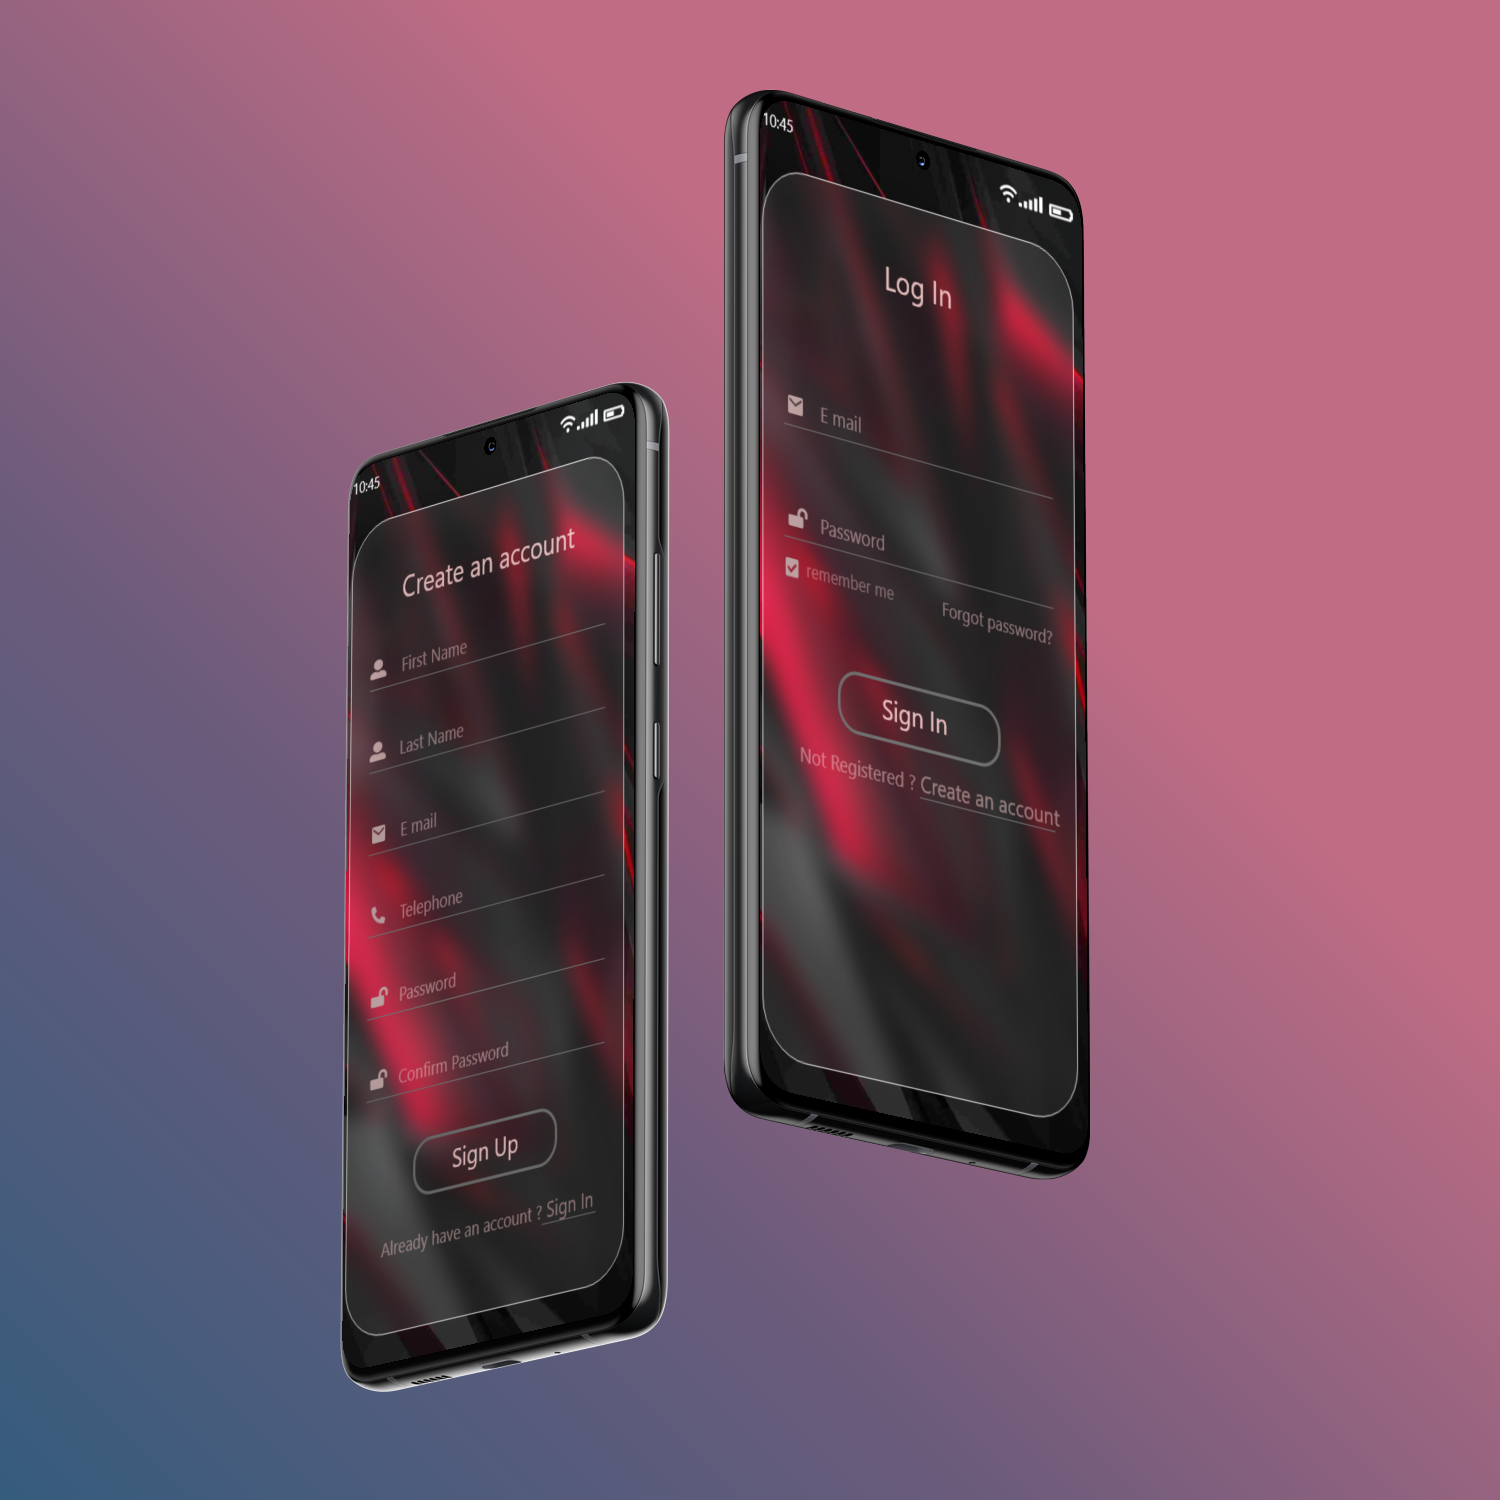 10:45
Create an account
First Name
Last Name
E mail
Telephone
Password
Confirm Password
Sign Up
Already have an account ? Sign In
10:45
Log In
E mail
Password
remember me
Forgot password?
Sign In
Not Registered ? Create an account